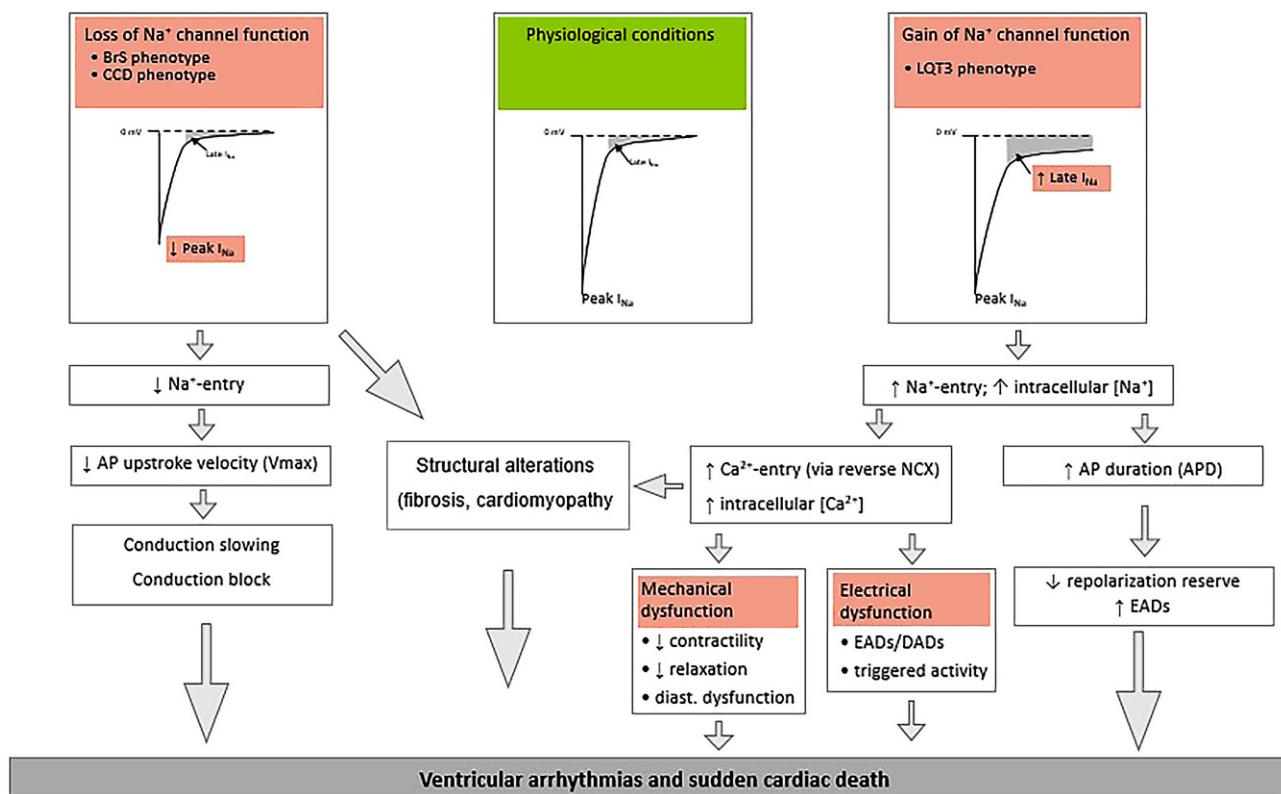 Loss of Na⁺ channel function
• BrS phenotype
• CCD phenotype
0 mV
Late I_Na
↓ Peak I_Na
Physiological conditions
0 mV
Late I_Na
Peak I_Na
Gain of Na⁺ channel function
• LQT3 phenotype
0 mV
↑ Late I_Na
Peak I_Na
↓ Na⁺-entry
↓ AP upstroke velocity (Vmax)
Conduction slowing
Conduction block
Structural alterations
(fibrosis, cardiomyopathy
↑ Na⁺-entry; ↑ intracellular [Na⁺]
↑ Ca²⁺-entry (via reverse NCX)
↑ intracellular [Ca²⁺]
↑ AP duration (APD)
Mechanical
dysfunction
• ↓ contractility
• ↓ relaxation
• diast. dysfunction
Electrical
dysfunction
• EADs/DADs
• triggered activity
↓ repolarization reserve
↑ EADs
Ventricular arrhythmias and sudden cardiac death